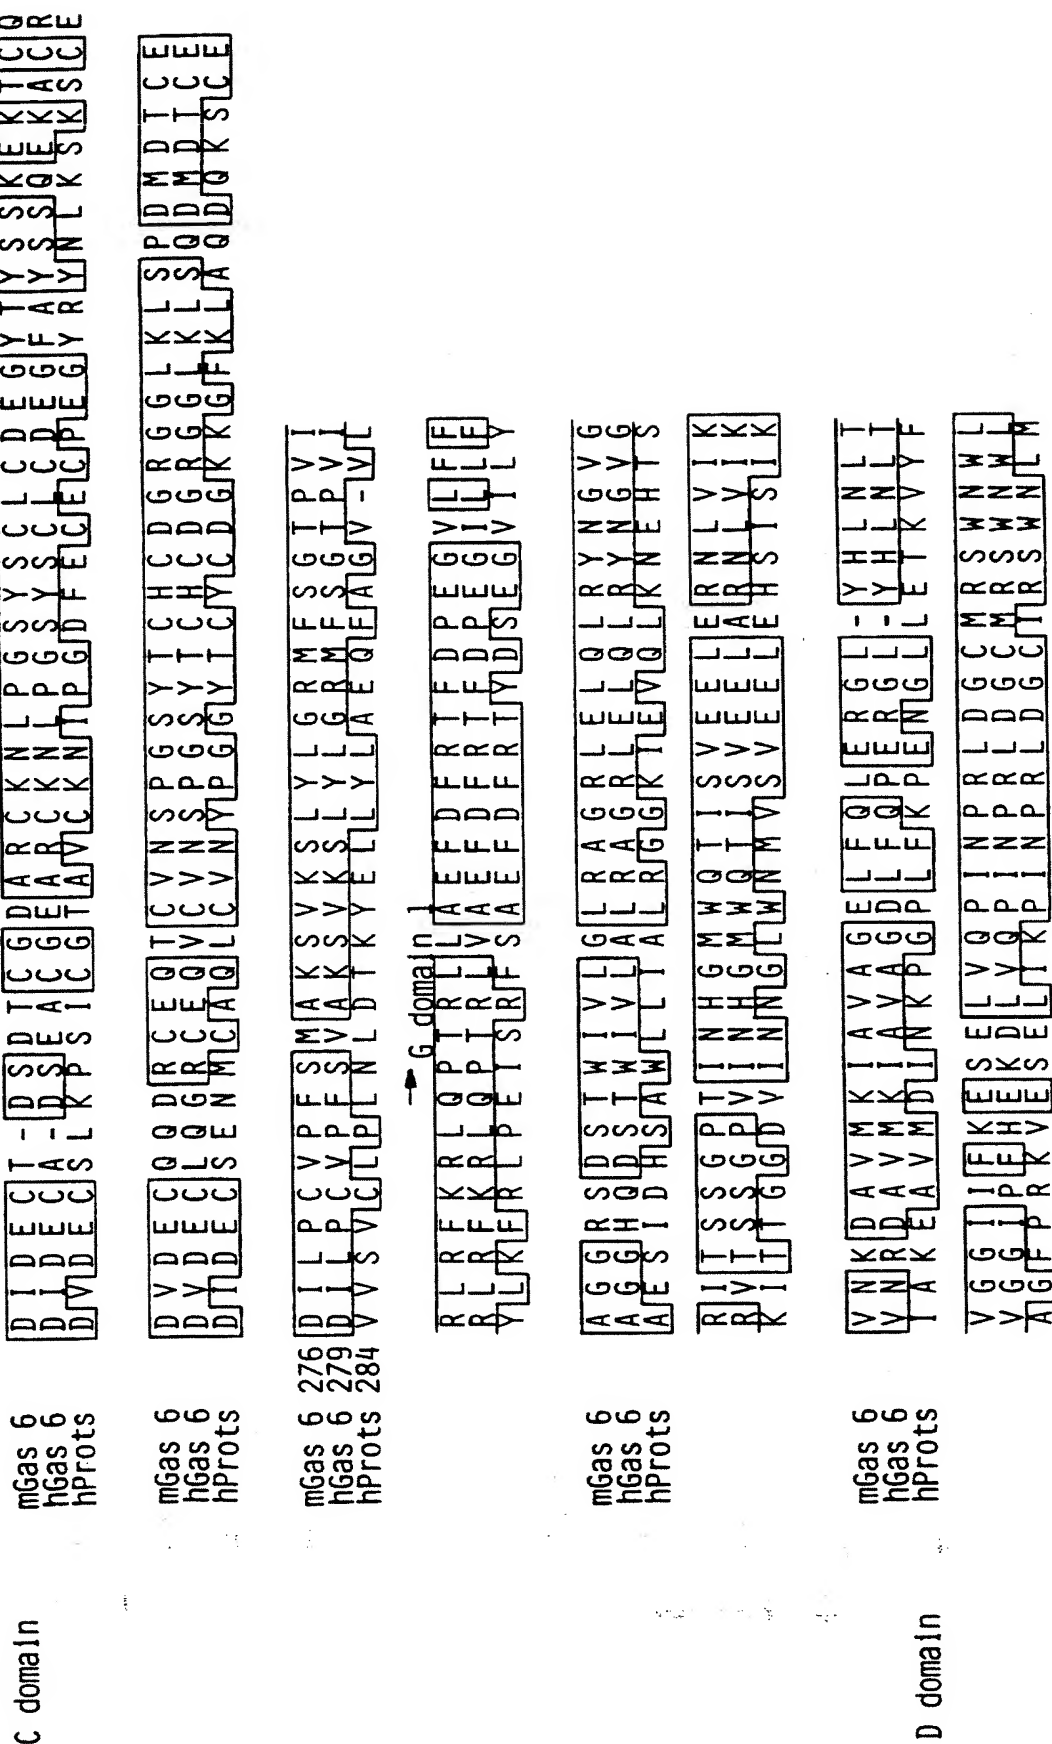 C domain
mGas 6 D I D E C T - D S D T C G D A R C K N L P G S Y S C L C D E G Y T Y S S K E K T C Q
hGas 6 D I D E C A - D S E A C G E A R C K N L P G S Y S C L C D E G F A Y S S Q E K A C R
hProts D V D E C S L K P S I C G T A V C K N I P G D F E C E C P E G Y R Y N L K S K S C E
mGas 6 D V D E C Q Q D R C E Q T C V N S P G S Y T C H C D G R G G L K L S P D M D T C E
hGas 6 D V D E C L Q G R C E Q V C V N S P G S Y T C H C D G R G G L K L S Q D M D T C E
hProts D I D E C S E N M C A Q L C V N Y P G G Y T C Y C D G K K G F K L A Q D Q K S C E
mGas 6 276 D I L P C V P F S M A K S V K S L Y L G R M F S G T P V I
hGas 6 279 D I L P C V P F S V A K S V K S L Y L G R M F S G T P V I
hProts 284 V V S V C L P L N L D T K Y E L L Y L A E Q F A G V - V L
G domain 1
R L R F K R L Q P T R L L A E F D F R T F D P E G V L F F
R L R F K R L Q P T R L V A E F D F R T F D P E G I L L F
Y L K F R L P E I S R F S A E F D F R T Y D S E G V I L Y
mGas 6 A G G R S D S T W I V L G L R A G R L E L Q L R Y N G V G
hGas 6 A G G H Q D S T W I V L A L R A G R L E L Q L R Y N G V G
hProts A E S I D H S A W L L I A L R G G K I E V Q L K N E H T S
R I T S S G P T I N H G M W Q T I S V E E L E R N L V I K
R V T S S G P V I N H G M W Q T I S V E E L A R N L V I K
K I T T G G D V I N N G L W N M V S V E E L E H S I S I K
mGas 6 V N K D A V M K I A V A G E L F Q L E R G L - Y H L N L T
hGas 6 V N R D A V M K I A V A G D L F Q P E R G L - Y H L N L T
hProts I A K E A V M D I N K P G P L F K P E N G L L E T K V Y F
D domain
V G G I I F K E S E L V Q P I N P R L D G C M R S W N W L
V G G I P F H E K D L V Q P I N P R L D G C M R S W N W L
A G F P R K V E S E L I K P I N P R L D G C I R S W N L M